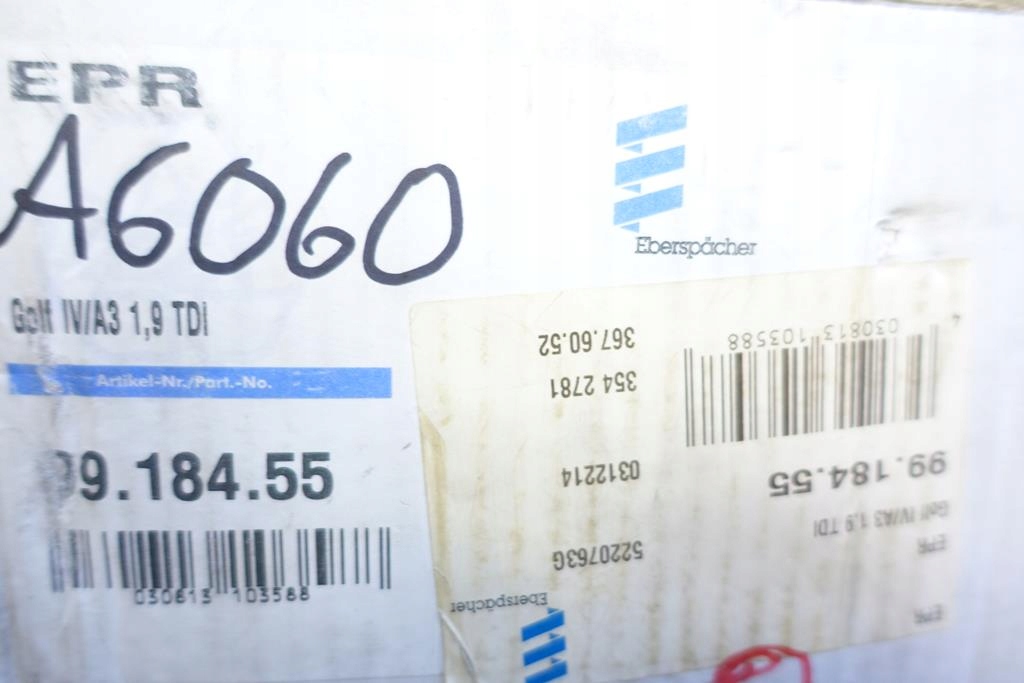 EPR
A6060
Golf IV/A3 1,9 TDI
Artikel-Nr./Part.-No.
99.184.55
030813 103588
Eberspächer
EPR
EPR
Golf IV/A3 1,9 TDI
99.184.55
030813 103588
5220763G
0312214
354 2781
367.60.52
Eberspächer